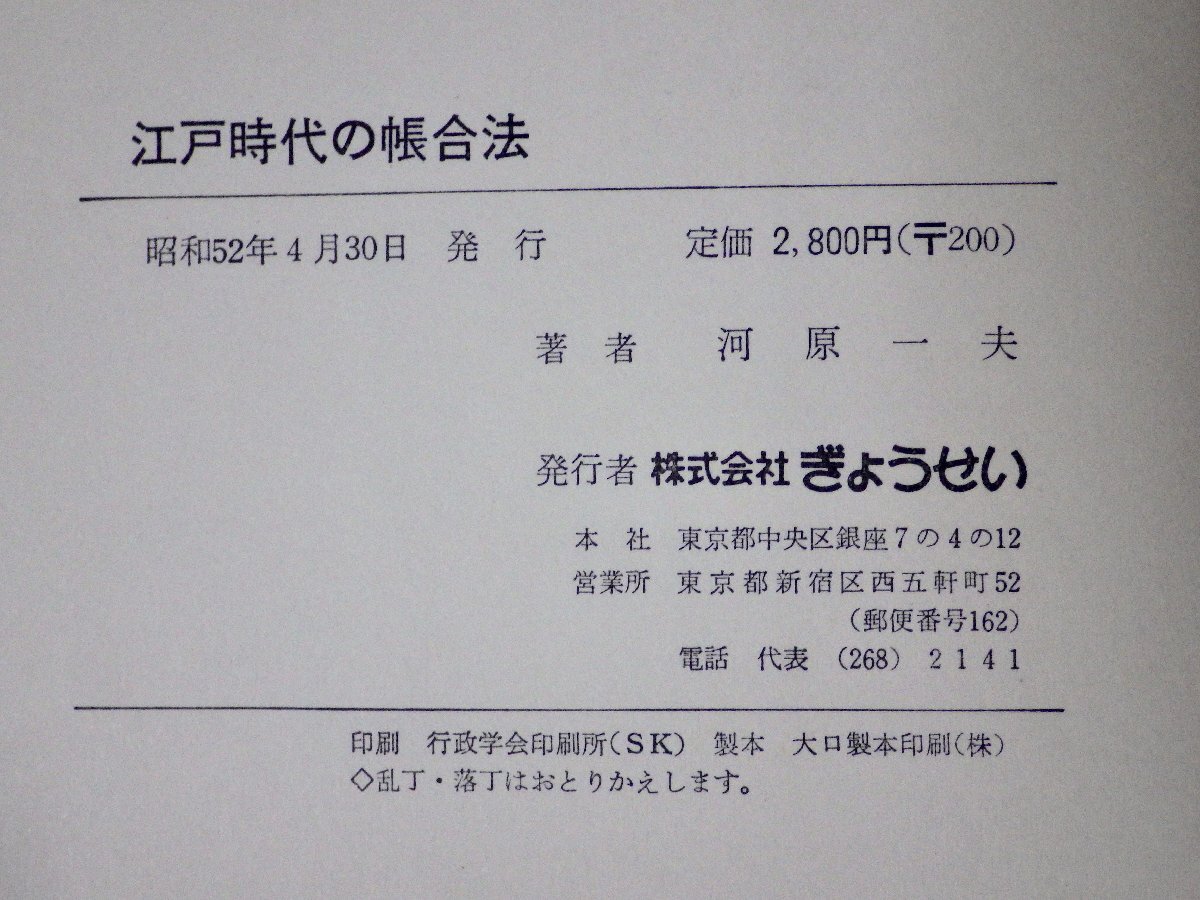 江戸時代の帳合法
昭和52年4月30日 発行 定価 2,800円(〒200)
著者 河原一夫
発行者 株式会社ぎょうせい
本社 東京都中央区銀座7の4の12
営業所 東京都新宿区西五軒町52
(郵便番号162)
電話 代表 (268) 2141
印刷 行政学会印刷所(SK) 製本 大口製本印刷(株)
◇乱丁・落丁はおとりかえします。